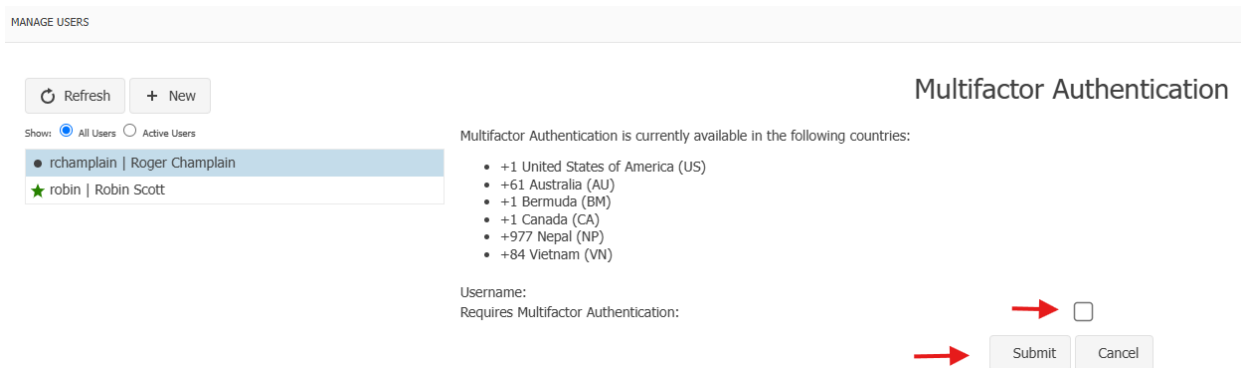 MANAGE USERS
Refresh
+ New
Multifactor Authentication
Show: All Users Active Users
rchamplain | Roger Champlain
robin | Robin Scott
Multifactor Authentication is currently available in the following countries:
• +1 United States of America (US)
• +61 Australia (AU)
• +1 Bermuda (BM)
• +1 Canada (CA)
• +977 Nepal (NP)
• +84 Vietnam (VN)
Username:
Requires Multifactor Authentication:
Submit
Cancel